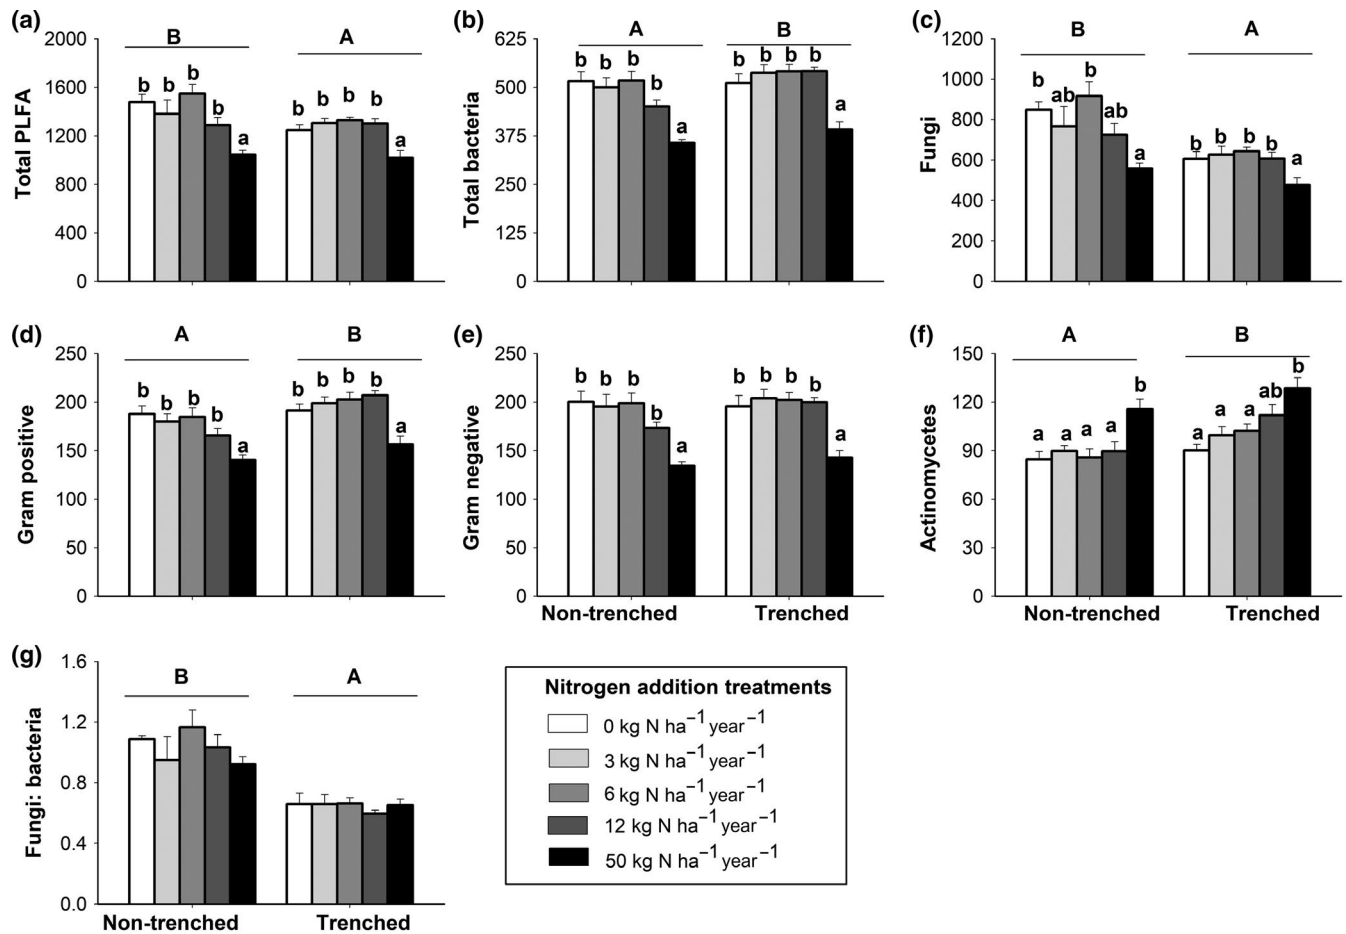 (a)
B
A
2000
1600
1200
800
400
0
Total PLFA
b b b b a
b b b b a
(b)
A
B
625
500
375
250
125
0
Total bacteria
b b b b a
b b b b a
(c)
B
A
1200
1000
800
600
400
200
0
Fungi
b ab b ab a
b b b b a
(d)
A
B
250
200
150
100
50
0
Gram positive
b b b b a
b b b b a
(e)
250
200
150
100
50
0
Gram negative
b b b b a
b b b b a
Non-trenched Trenched
(f)
A
B
150
120
90
60
30
0
Actinomycetes
a a a a b
a a a ab b
Non-trenched Trenched
(g)
B
A
1.6
1.2
0.8
0.4
0.0
Fungi: bacteria
Non-trenched Trenched
Nitrogen addition treatments
0 kg N ha⁻¹ year⁻¹
3 kg N ha⁻¹ year⁻¹
6 kg N ha⁻¹ year⁻¹
12 kg N ha⁻¹ year⁻¹
50 kg N ha⁻¹ year⁻¹